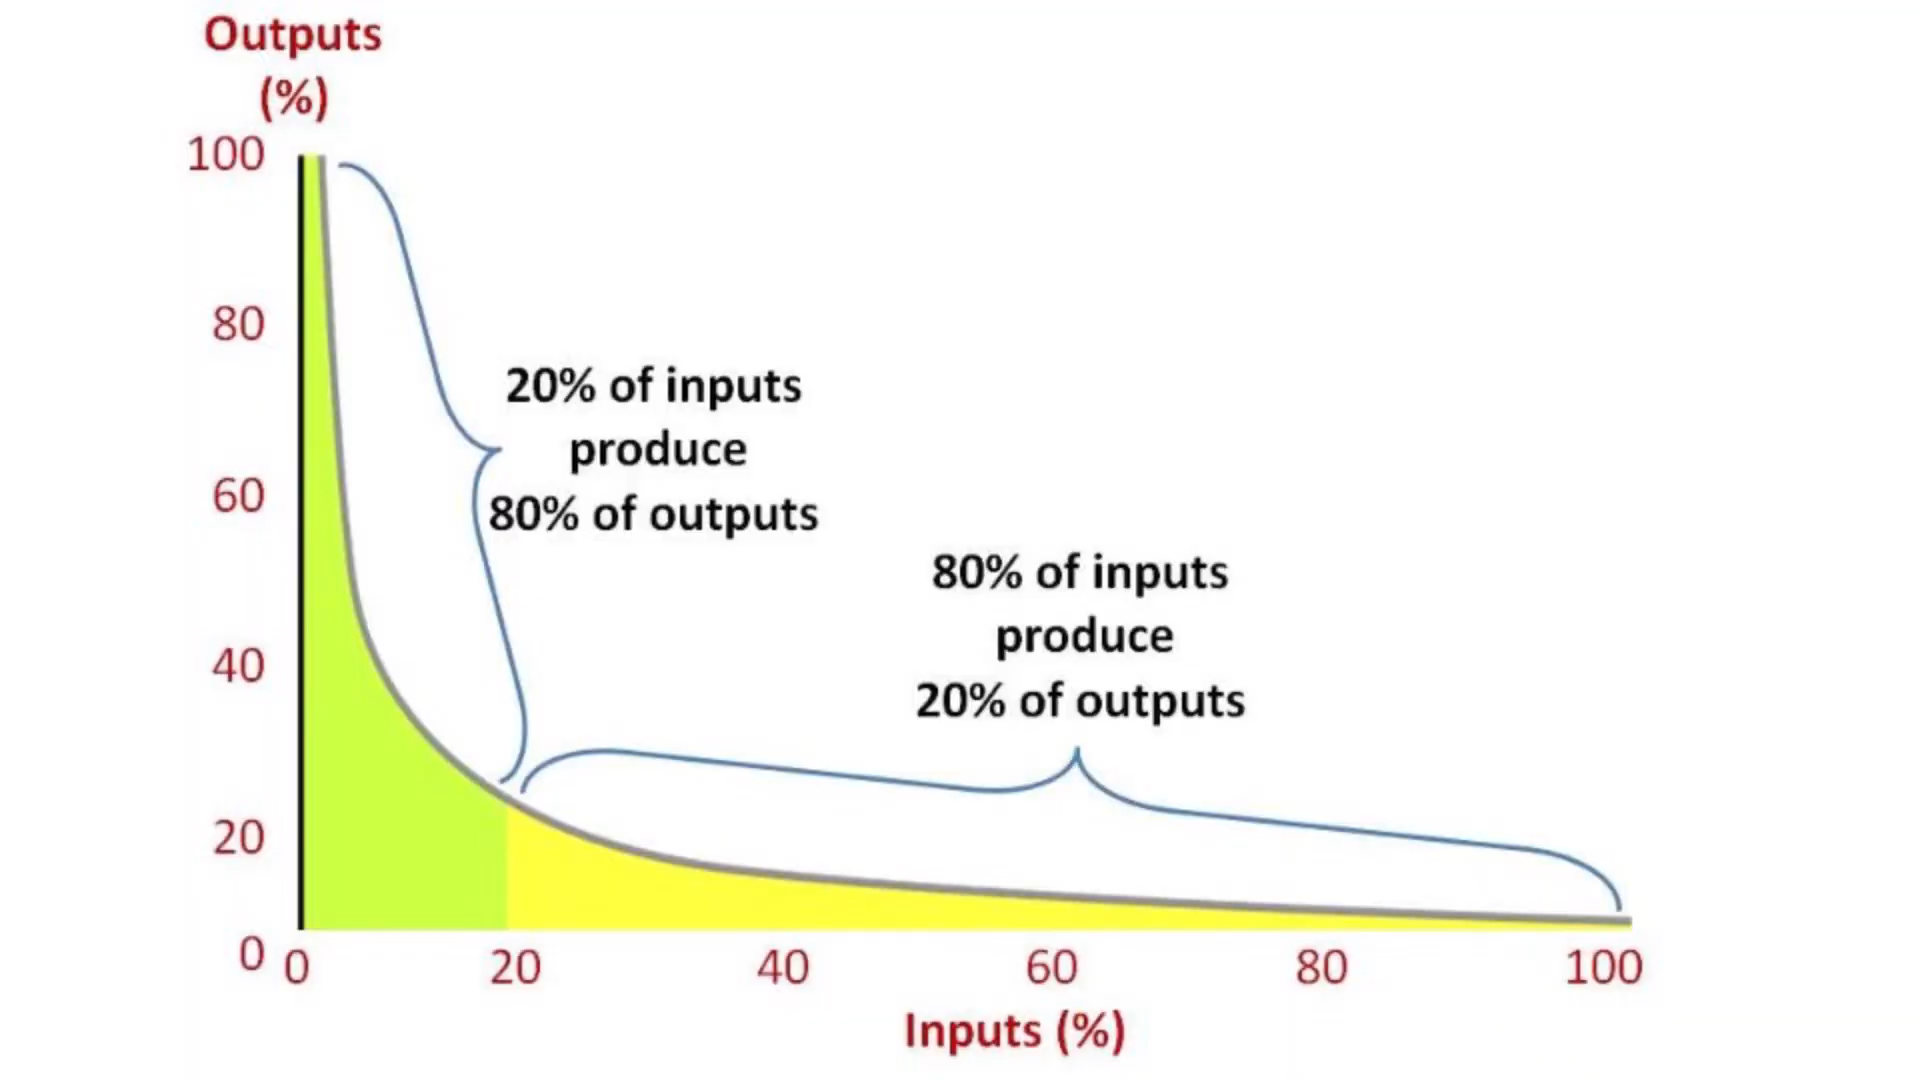 Outputs
(%)
100
80
60
40
20
0
20% of inputs
produce
80% of outputs
80% of inputs
produce
20% of outputs
0 20 40 60 80 100
Inputs (%)